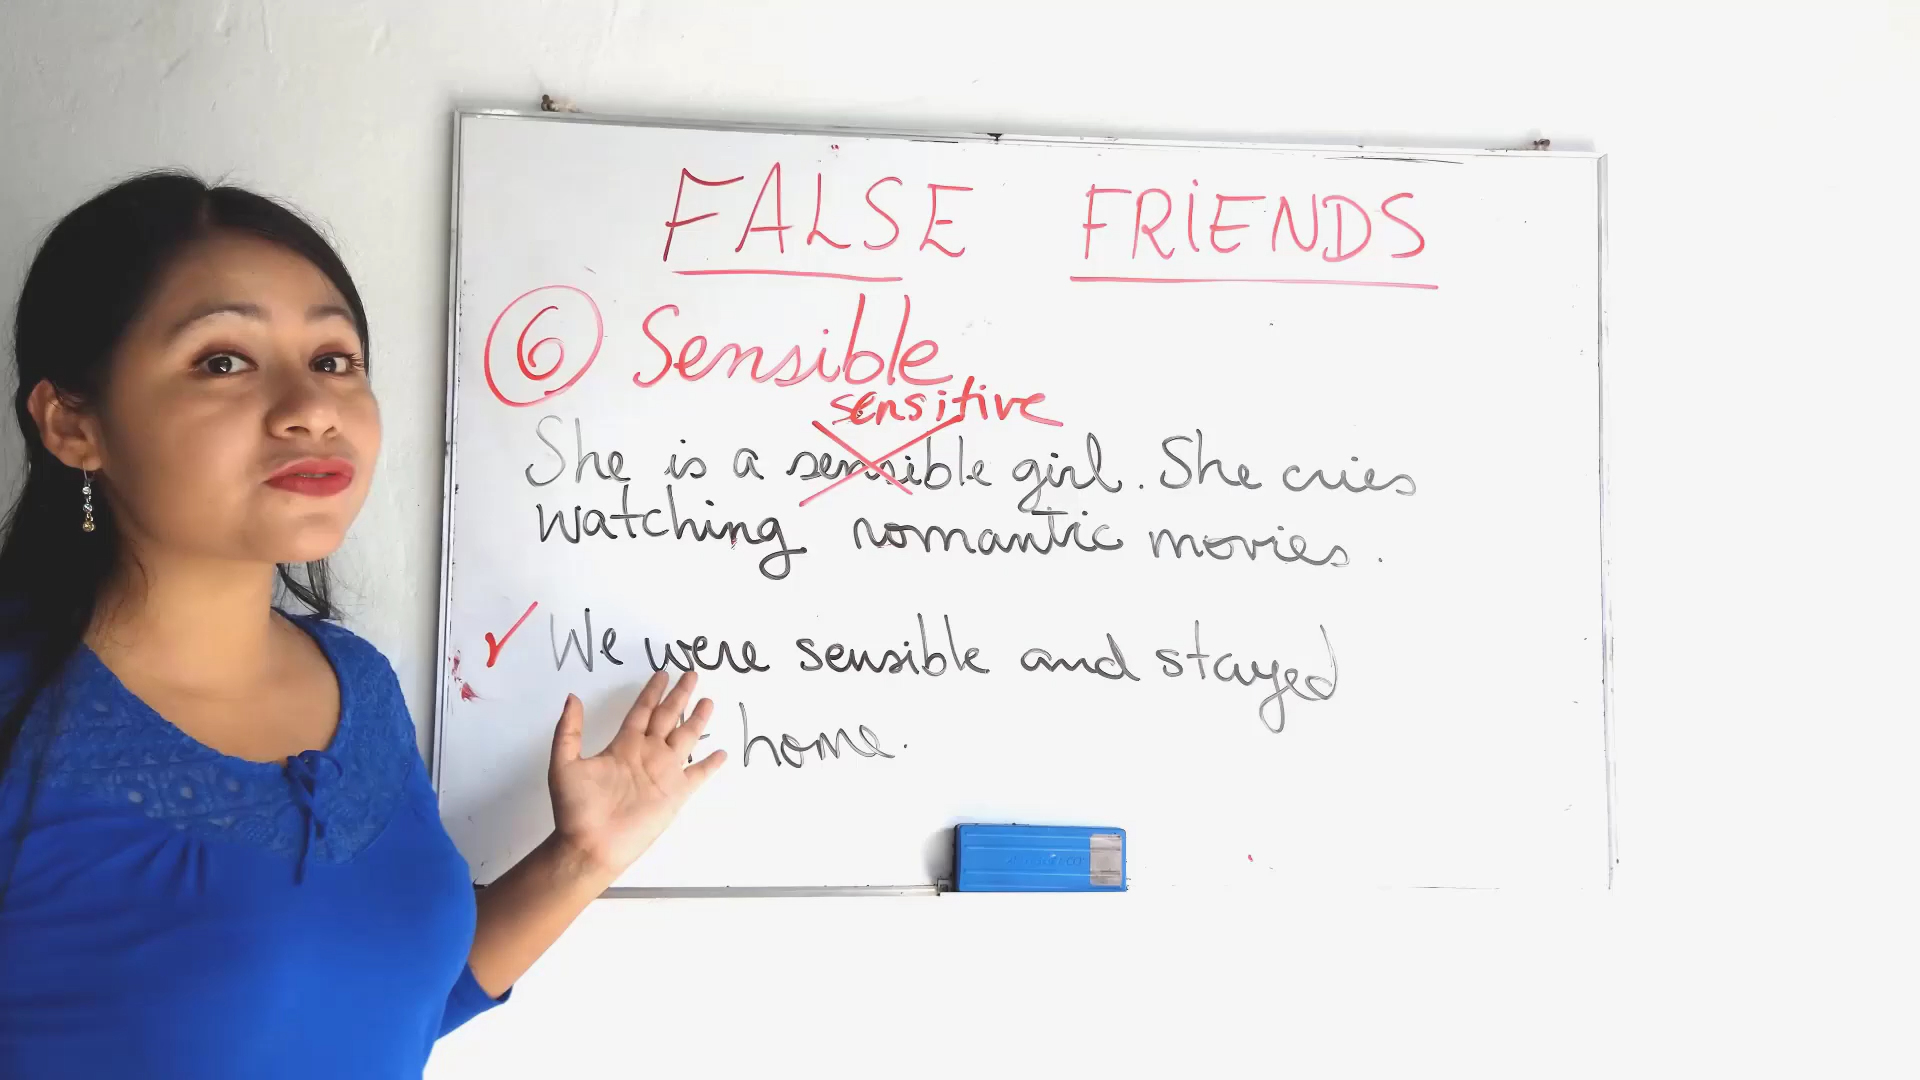 FALSE FRIENDS
6 Sensible
sensitive
She is a sensible girl. She cries
watching romantic movies.
✓ We were sensible and stayed
home.